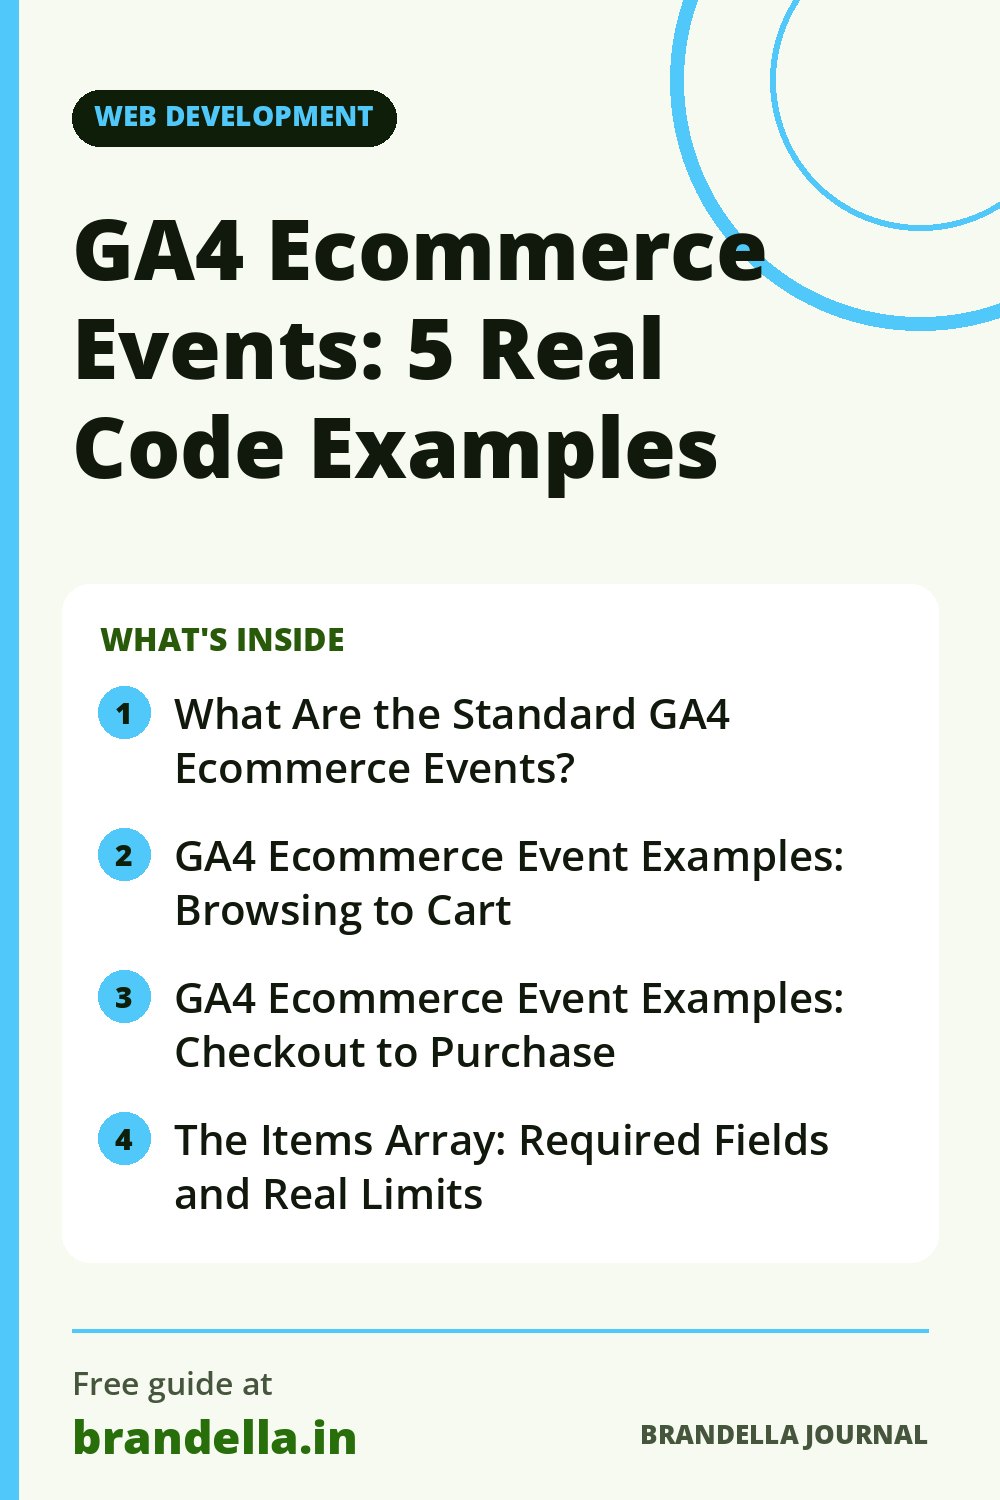 WEB DEVELOPMENT
GA4 Ecommerce
Events: 5 Real
Code Examples
WHAT'S INSIDE
1 What Are the Standard GA4
Ecommerce Events?
2 GA4 Ecommerce Event Examples:
Browsing to Cart
3 GA4 Ecommerce Event Examples:
Checkout to Purchase
4 The Items Array: Required Fields
and Real Limits
Free guide at
brandella.in
BRANDELLA JOURNAL